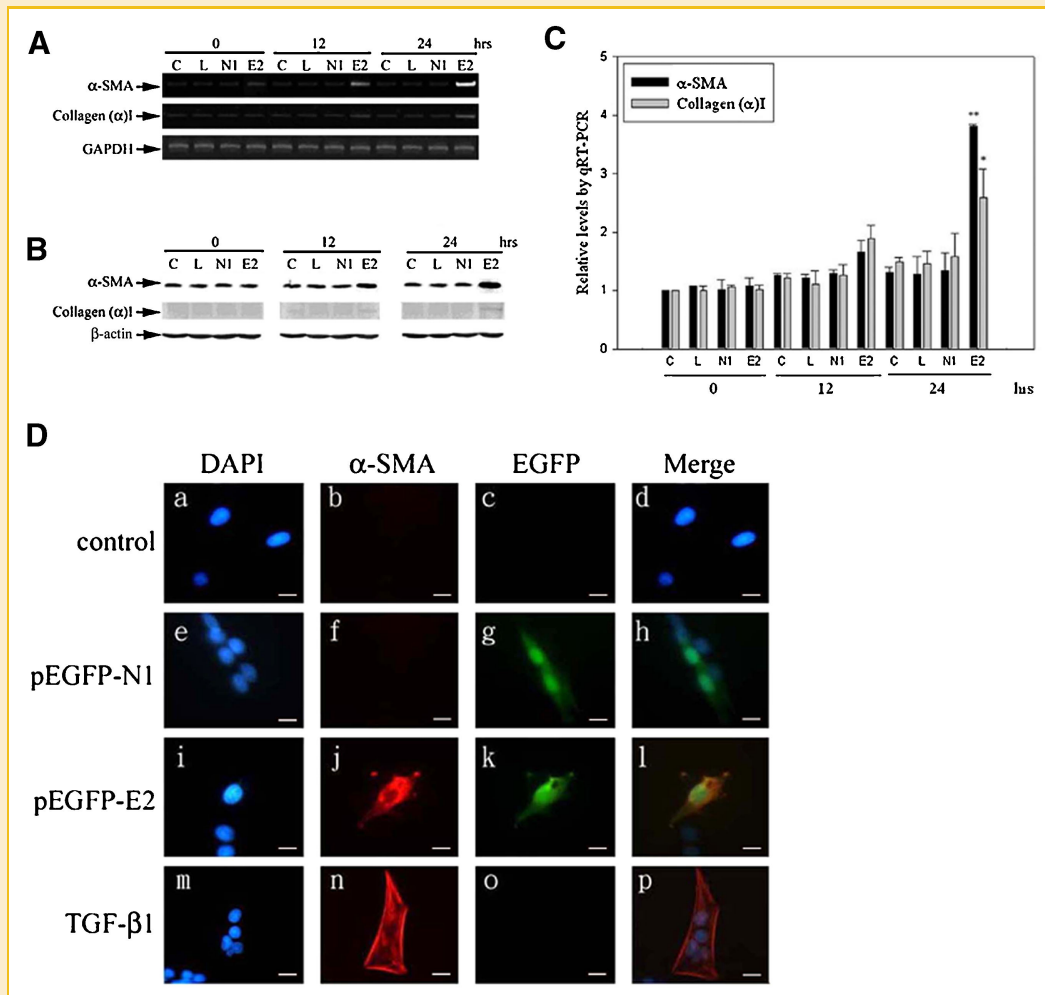 A
0 12 24 hrs
C L N1 E2 C L N1 E2 C L N1 E2
α-SMA
Collagen (α)I
GAPDH
B
0 12 24 hrs
C L N1 E2 C L N1 E2 C L N1 E2
α-SMA
Collagen (α)I
β-actin
C
Relative levels by qRT-PCR
5
4
3
2
1
0
α-SMA
Collagen (α)I
**
*
C L N1 E2 C L N1 E2 C L N1 E2
0 12 24 lus
D
DAPI α-SMA EGFP Merge
control a b c d
pEGFP-N1 e f g h
pEGFP-E2 i j k l
TGF-β1 m n o p